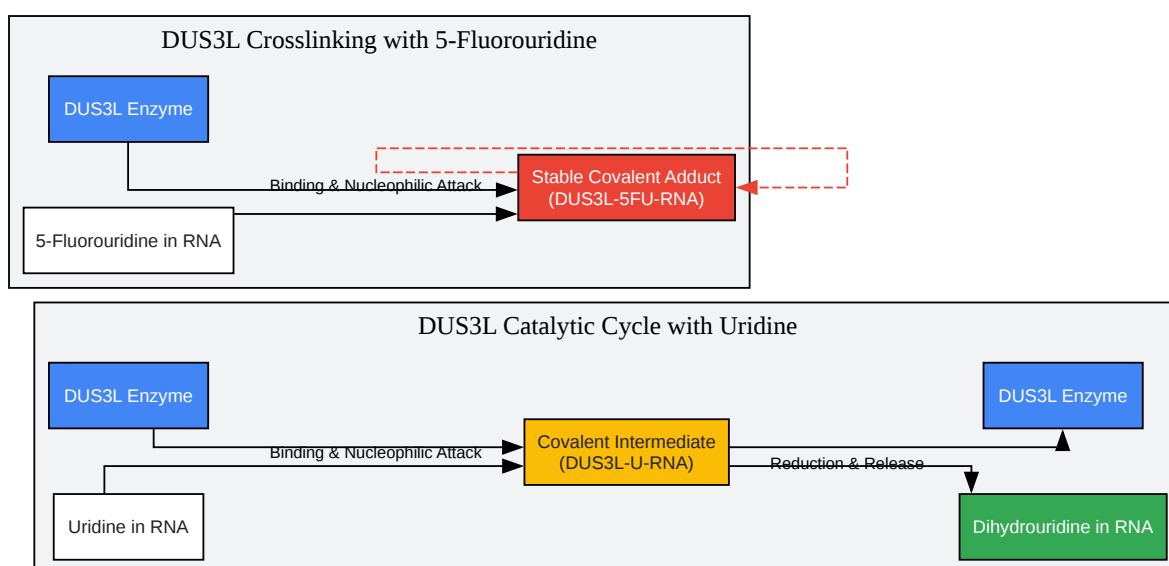 DUS3L Crosslinking with 5-Fluorouridine
DUS3L Enzyme
Binding & Nucleophilic Attack
Stable Covalent Adduct
(DUS3L-5FU-RNA)
5-Fluorouridine in RNA
DUS3L Catalytic Cycle with Uridine
DUS3L Enzyme
DUS3L Enzyme
Binding & Nucleophilic Attack
Covalent Intermediate
(DUS3L-U-RNA)
Reduction & Release
Uridine in RNA
Dihydrouridine in RNA